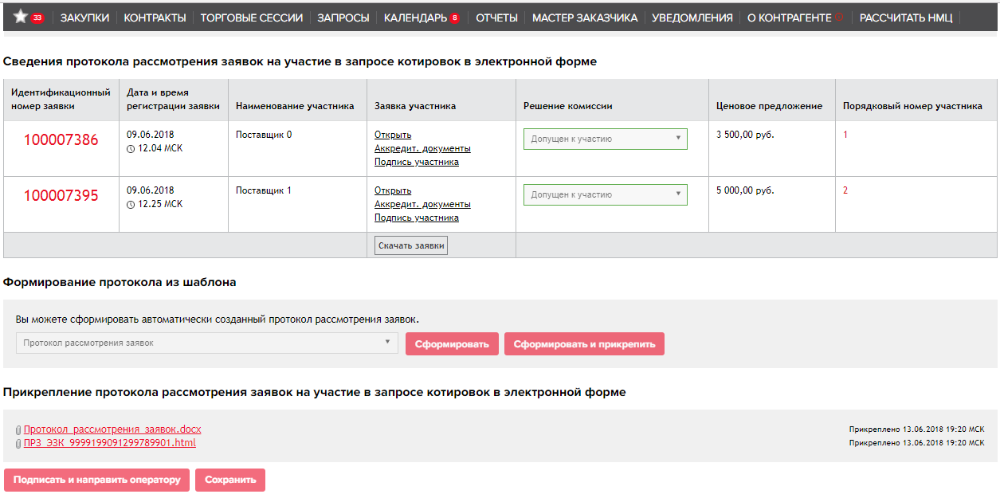 33 ЗАКУПКИ КОНТРАКТЫ ТОРГОВЫЕ СЕССИИ ЗАПРОСЫ КАЛЕНДАРЬ 8 ОТЧЕТЫ МАСТЕР ЗАКАЗЧИКА УВЕДОМЛЕНИЯ О КОНТРАГЕНТЕ РАССЧИТАТЬ НМЦ
Сведения протокола рассмотрения заявок на участие в запросе котировок в электронной форме
Идентификационный номер заявки
Дата и время регистрации заявки
Наименование участника
Заявка участника
Решение комиссии
Ценовое предложение
Порядковый номер участника
100007386
09.06.2018
12.04 МСК
Поставщик 0
Открыть
Аккредит. документы
Подпись участника
Допущен к участию
3 500,00 руб.
1
100007395
09.06.2018
12.25 МСК
Поставщик 1
Открыть
Аккредит. документы
Подпись участника
Допущен к участию
5 000,00 руб.
2
Скачать заявки
Формирование протокола из шаблона
Вы можете сформировать автоматически созданный протокол рассмотрения заявок.
Протокол рассмотрения заявок
Сформировать
Сформировать и прикрепить
Прикрепление протокола рассмотрения заявок на участие в запросе котировок в электронной форме
Протокол_рассмотрения_заявок.docx
Прикреплено 13.06.2018 19:20 МСК
ПРЗ_ЭЗК_9999199091299789901.html
Прикреплено 13.06.2018 19:20 МСК
Подписать и направить оператору
Сохранить